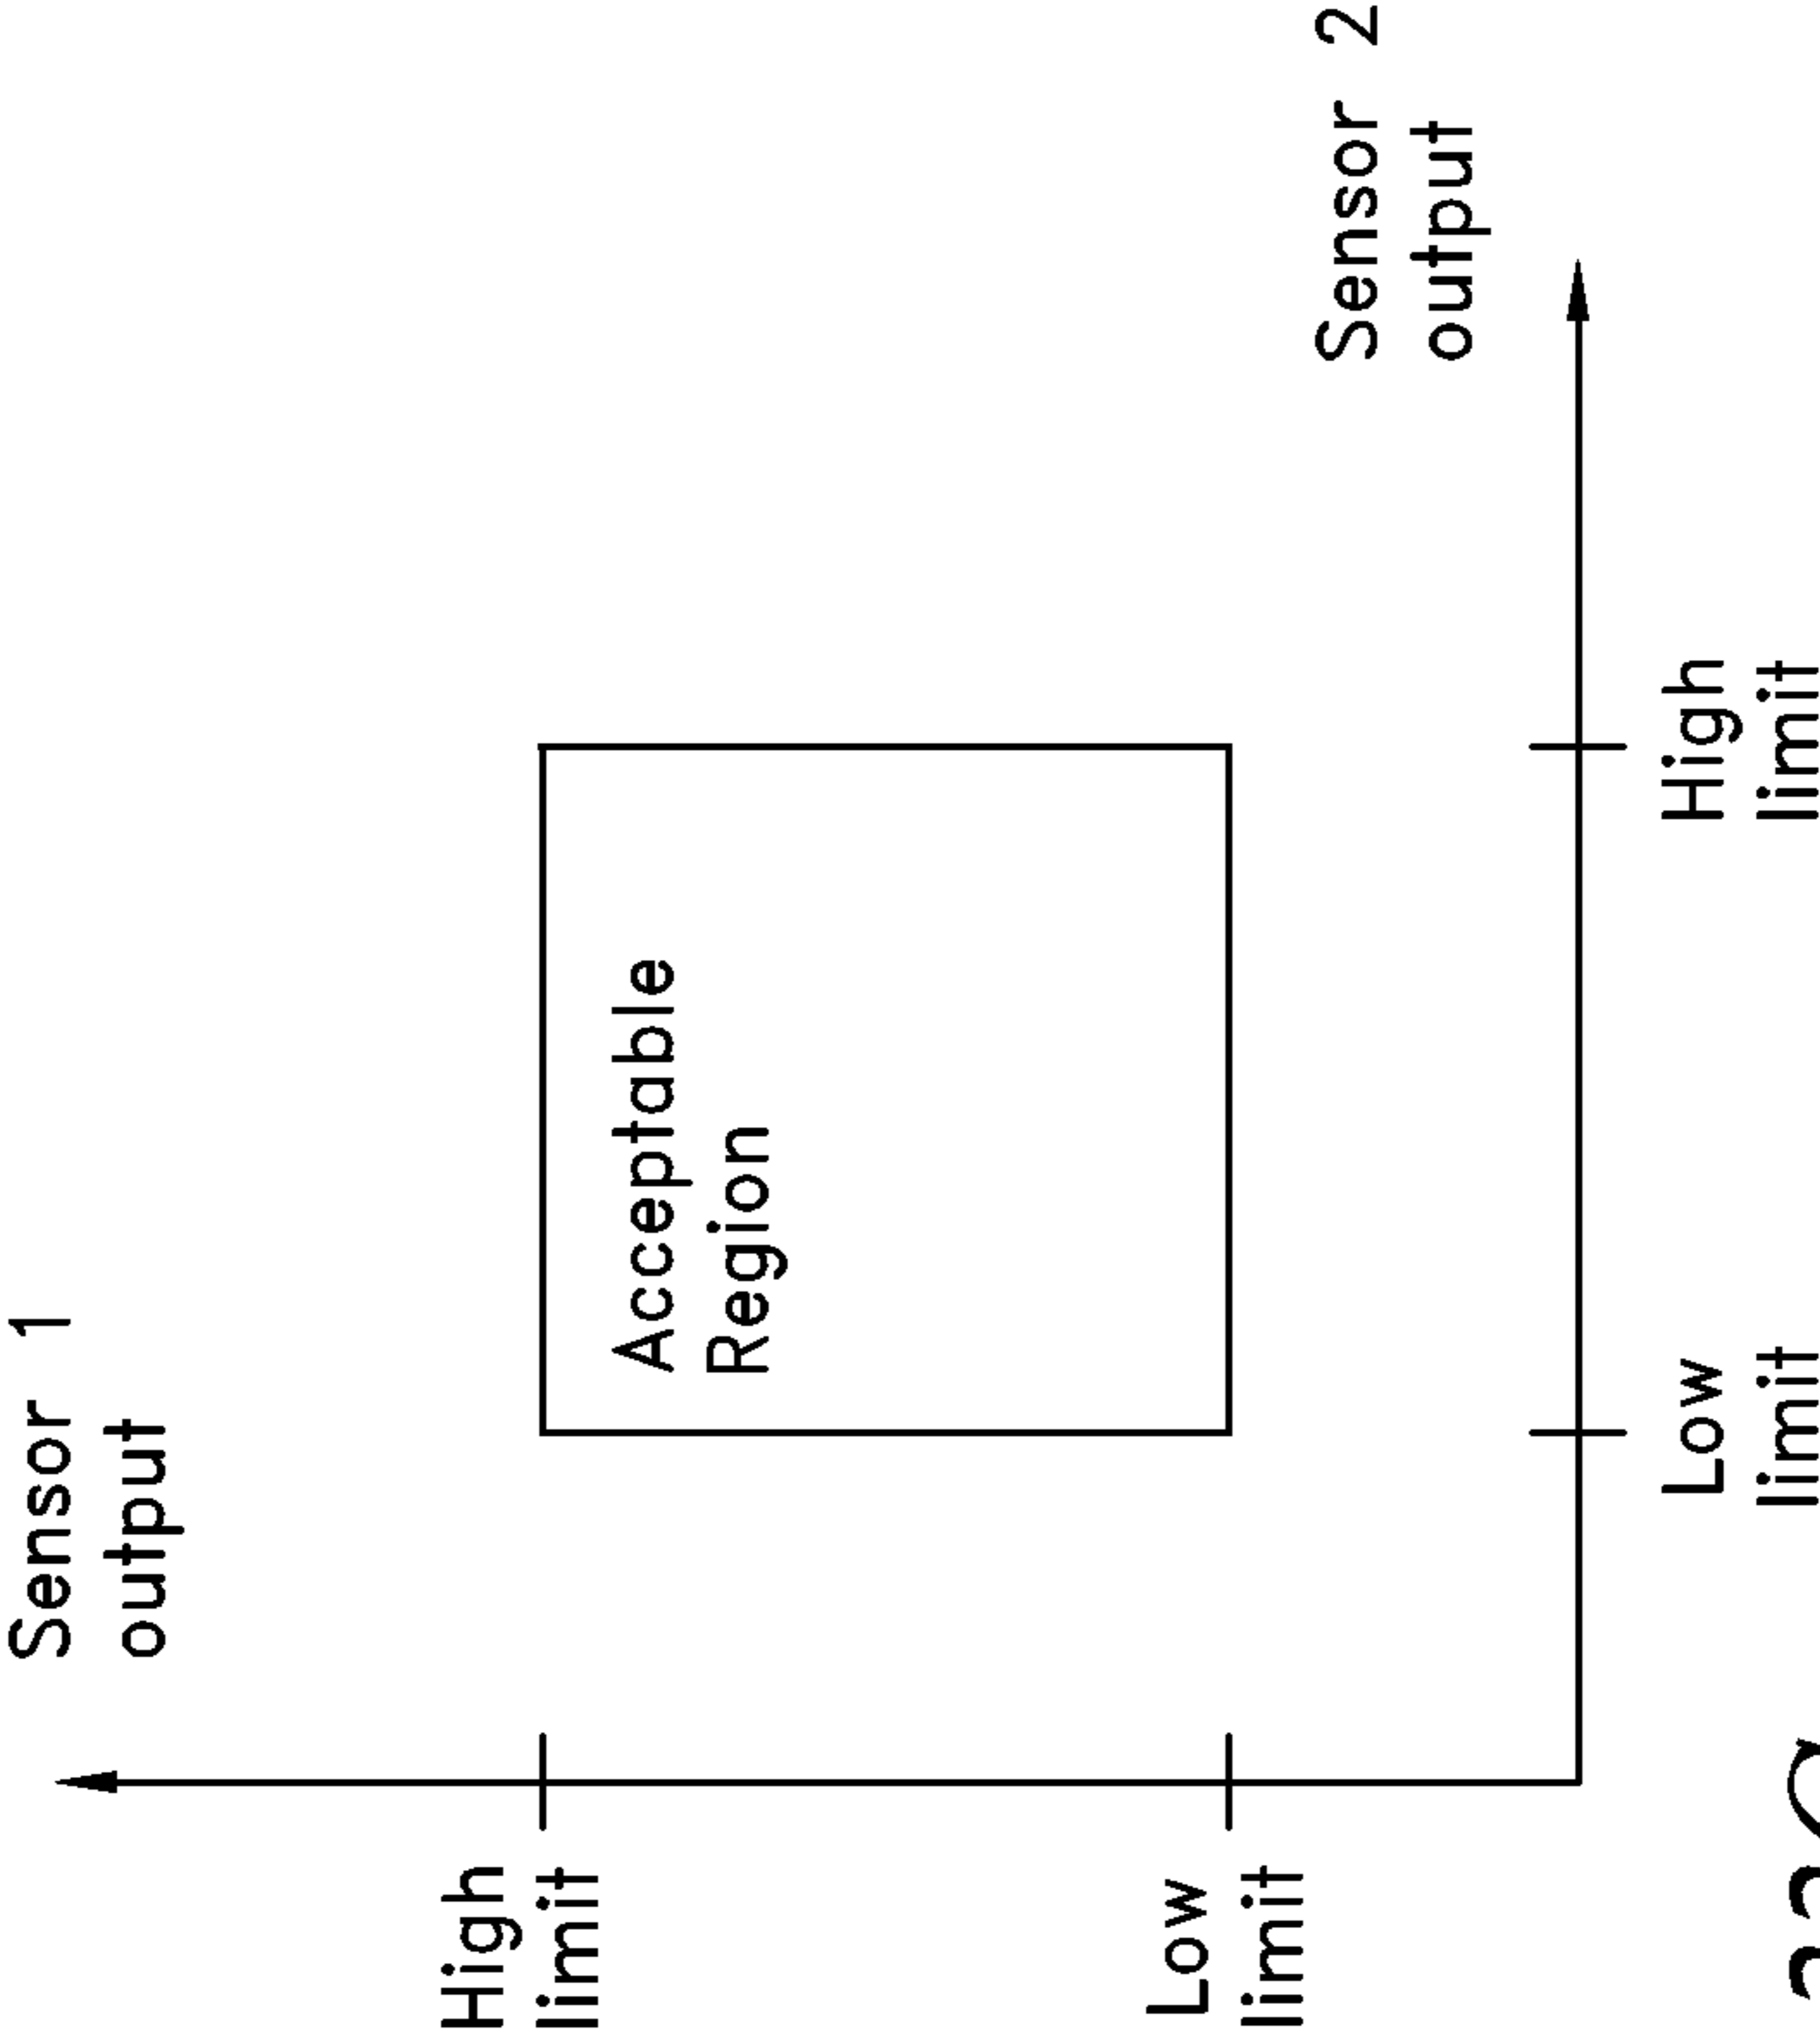 Sensor 1
output
High
limit
Acceptable
Region
Low
limit
Sensor 2
output
Low
limit
High
limit